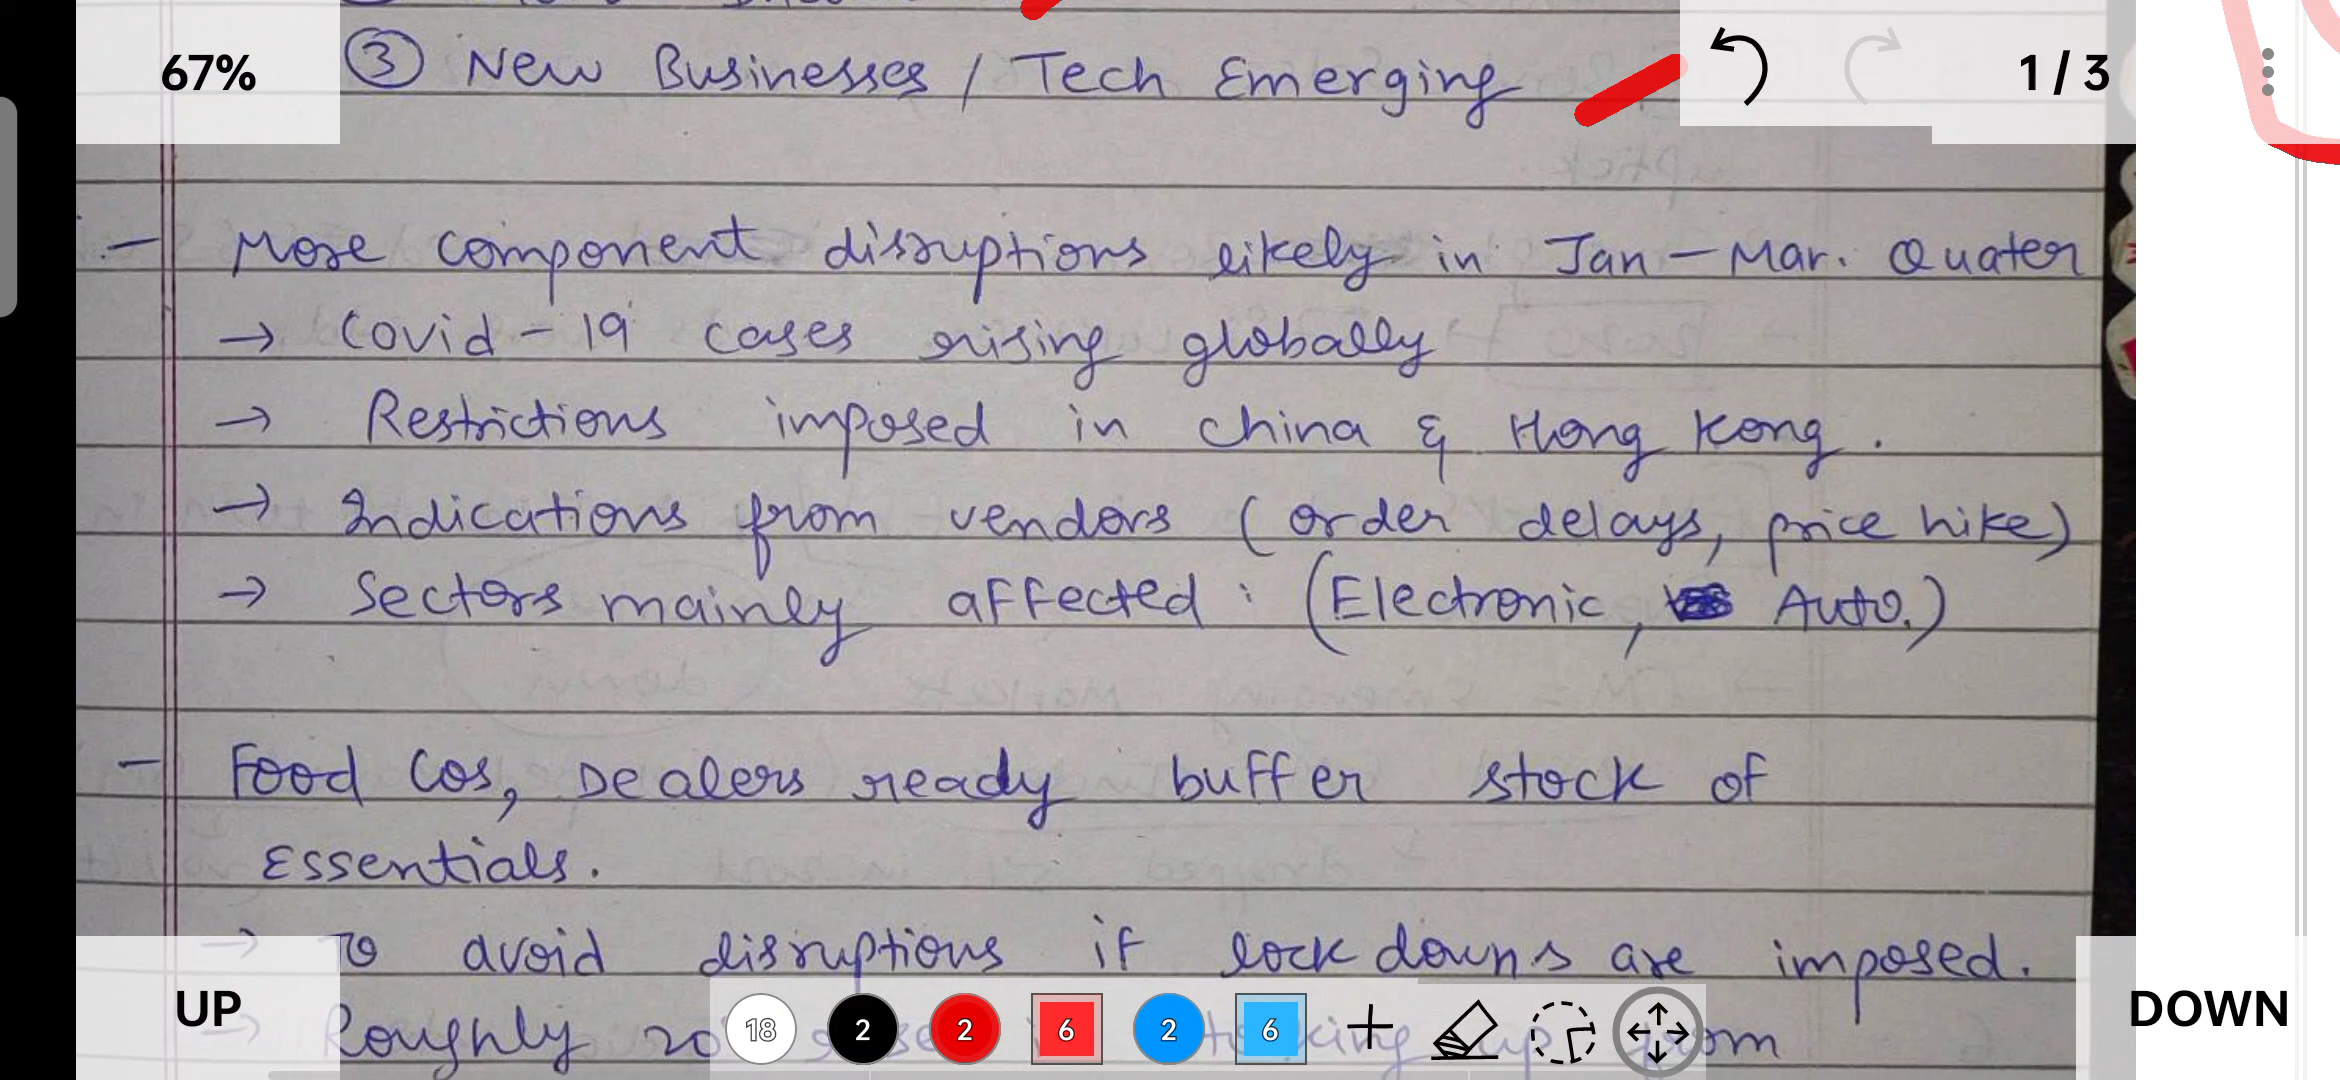 67%
③ New Businesses / Tech Emerging
1 / 3
- More component disruptions likely in Jan - Mar. Quater
→ Covid - 19 cases rising globally
→ Restrictions imposed in china & Hong Kong.
→ Indications from vendors (order delays, price hike)
→ Sectors mainly affected : (Electronic, Auto.)
- Food Cos, Dealers ready buffer stock of
Essentials.
→ To avoid disruptions if lockdowns are imposed.
→ Roughly 20
UP
18 2 2 6 2 6
DOWN